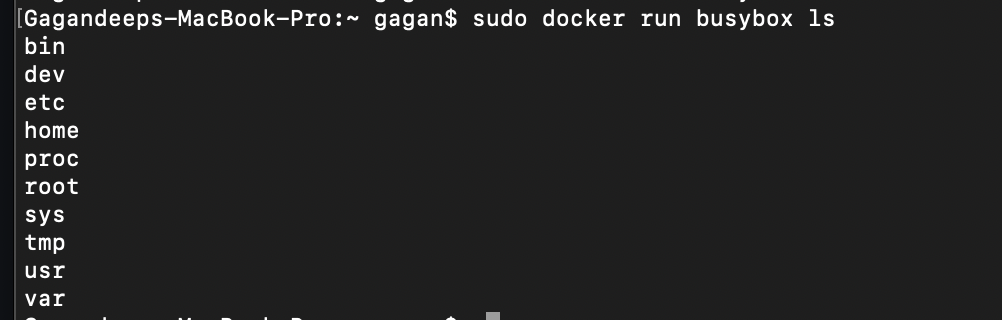 Gagandeeps-MacBook-Pro:~ gagan$ sudo docker run busybox ls
bin
dev
etc
home
proc
root
sys
tmp
usr
var